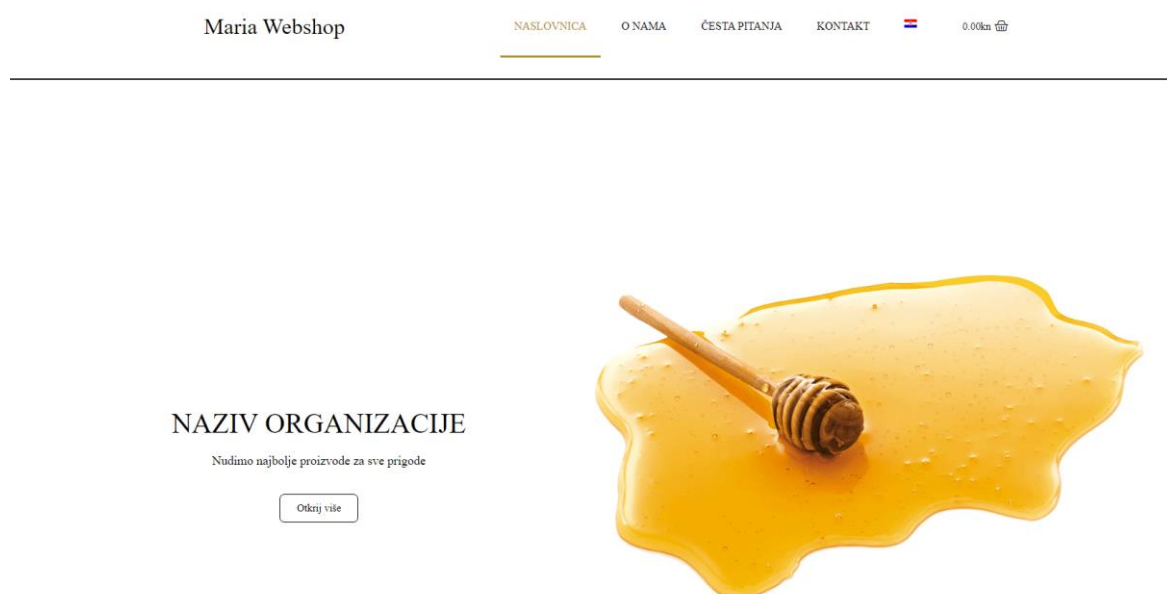 Maria Webshop
NASLOVNICA O NAMA ČESTA PITANJA KONTAKT 0.00kn
NAZIV ORGANIZACIJE
Nudimo najbolje proizvode za sve prigode
Otkrij više